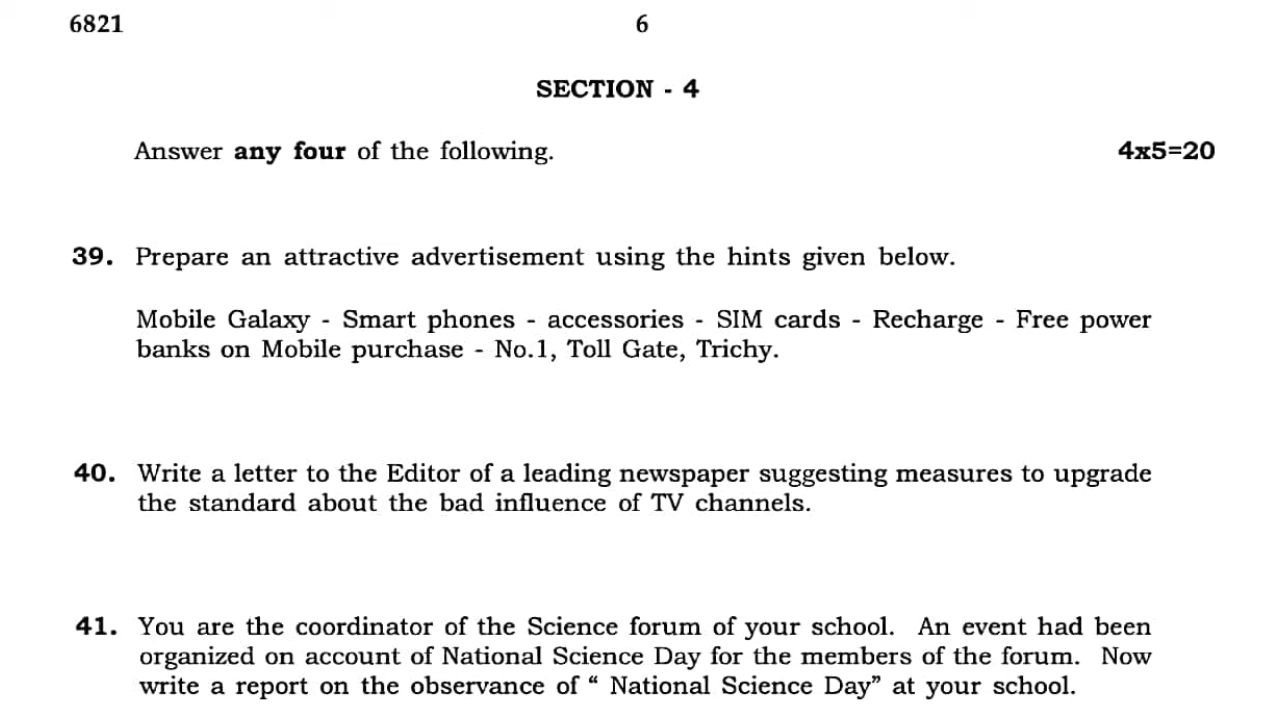 6821
6
SECTION - 4
Answer any four of the following. 4x5=20
39. Prepare an attractive advertisement using the hints given below.
Mobile Galaxy - Smart phones - accessories - SIM cards - Recharge - Free power
banks on Mobile purchase - No.1, Toll Gate, Trichy.
40. Write a letter to the Editor of a leading newspaper suggesting measures to upgrade
the standard about the bad influence of TV channels.
41. You are the coordinator of the Science forum of your school. An event had been
organized on account of National Science Day for the members of the forum. Now
write a report on the observance of “ National Science Day” at your school.